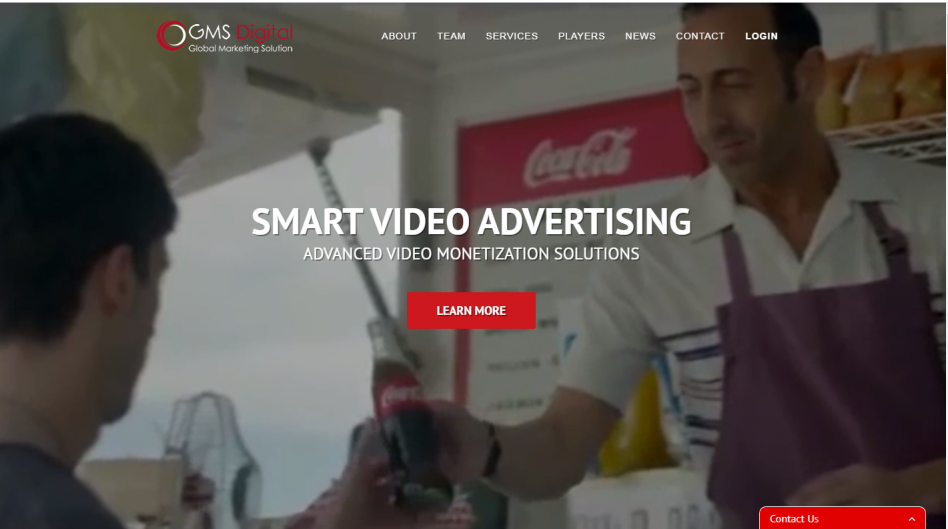 GMS Digital
Global Marketing Solution
ABOUT TEAM SERVICES PLAYERS NEWS CONTACT LOGIN
Coca-Cola
SMART VIDEO ADVERTISING
ADVANCED VIDEO MONETIZATION SOLUTIONS
LEARN MORE
Contact Us